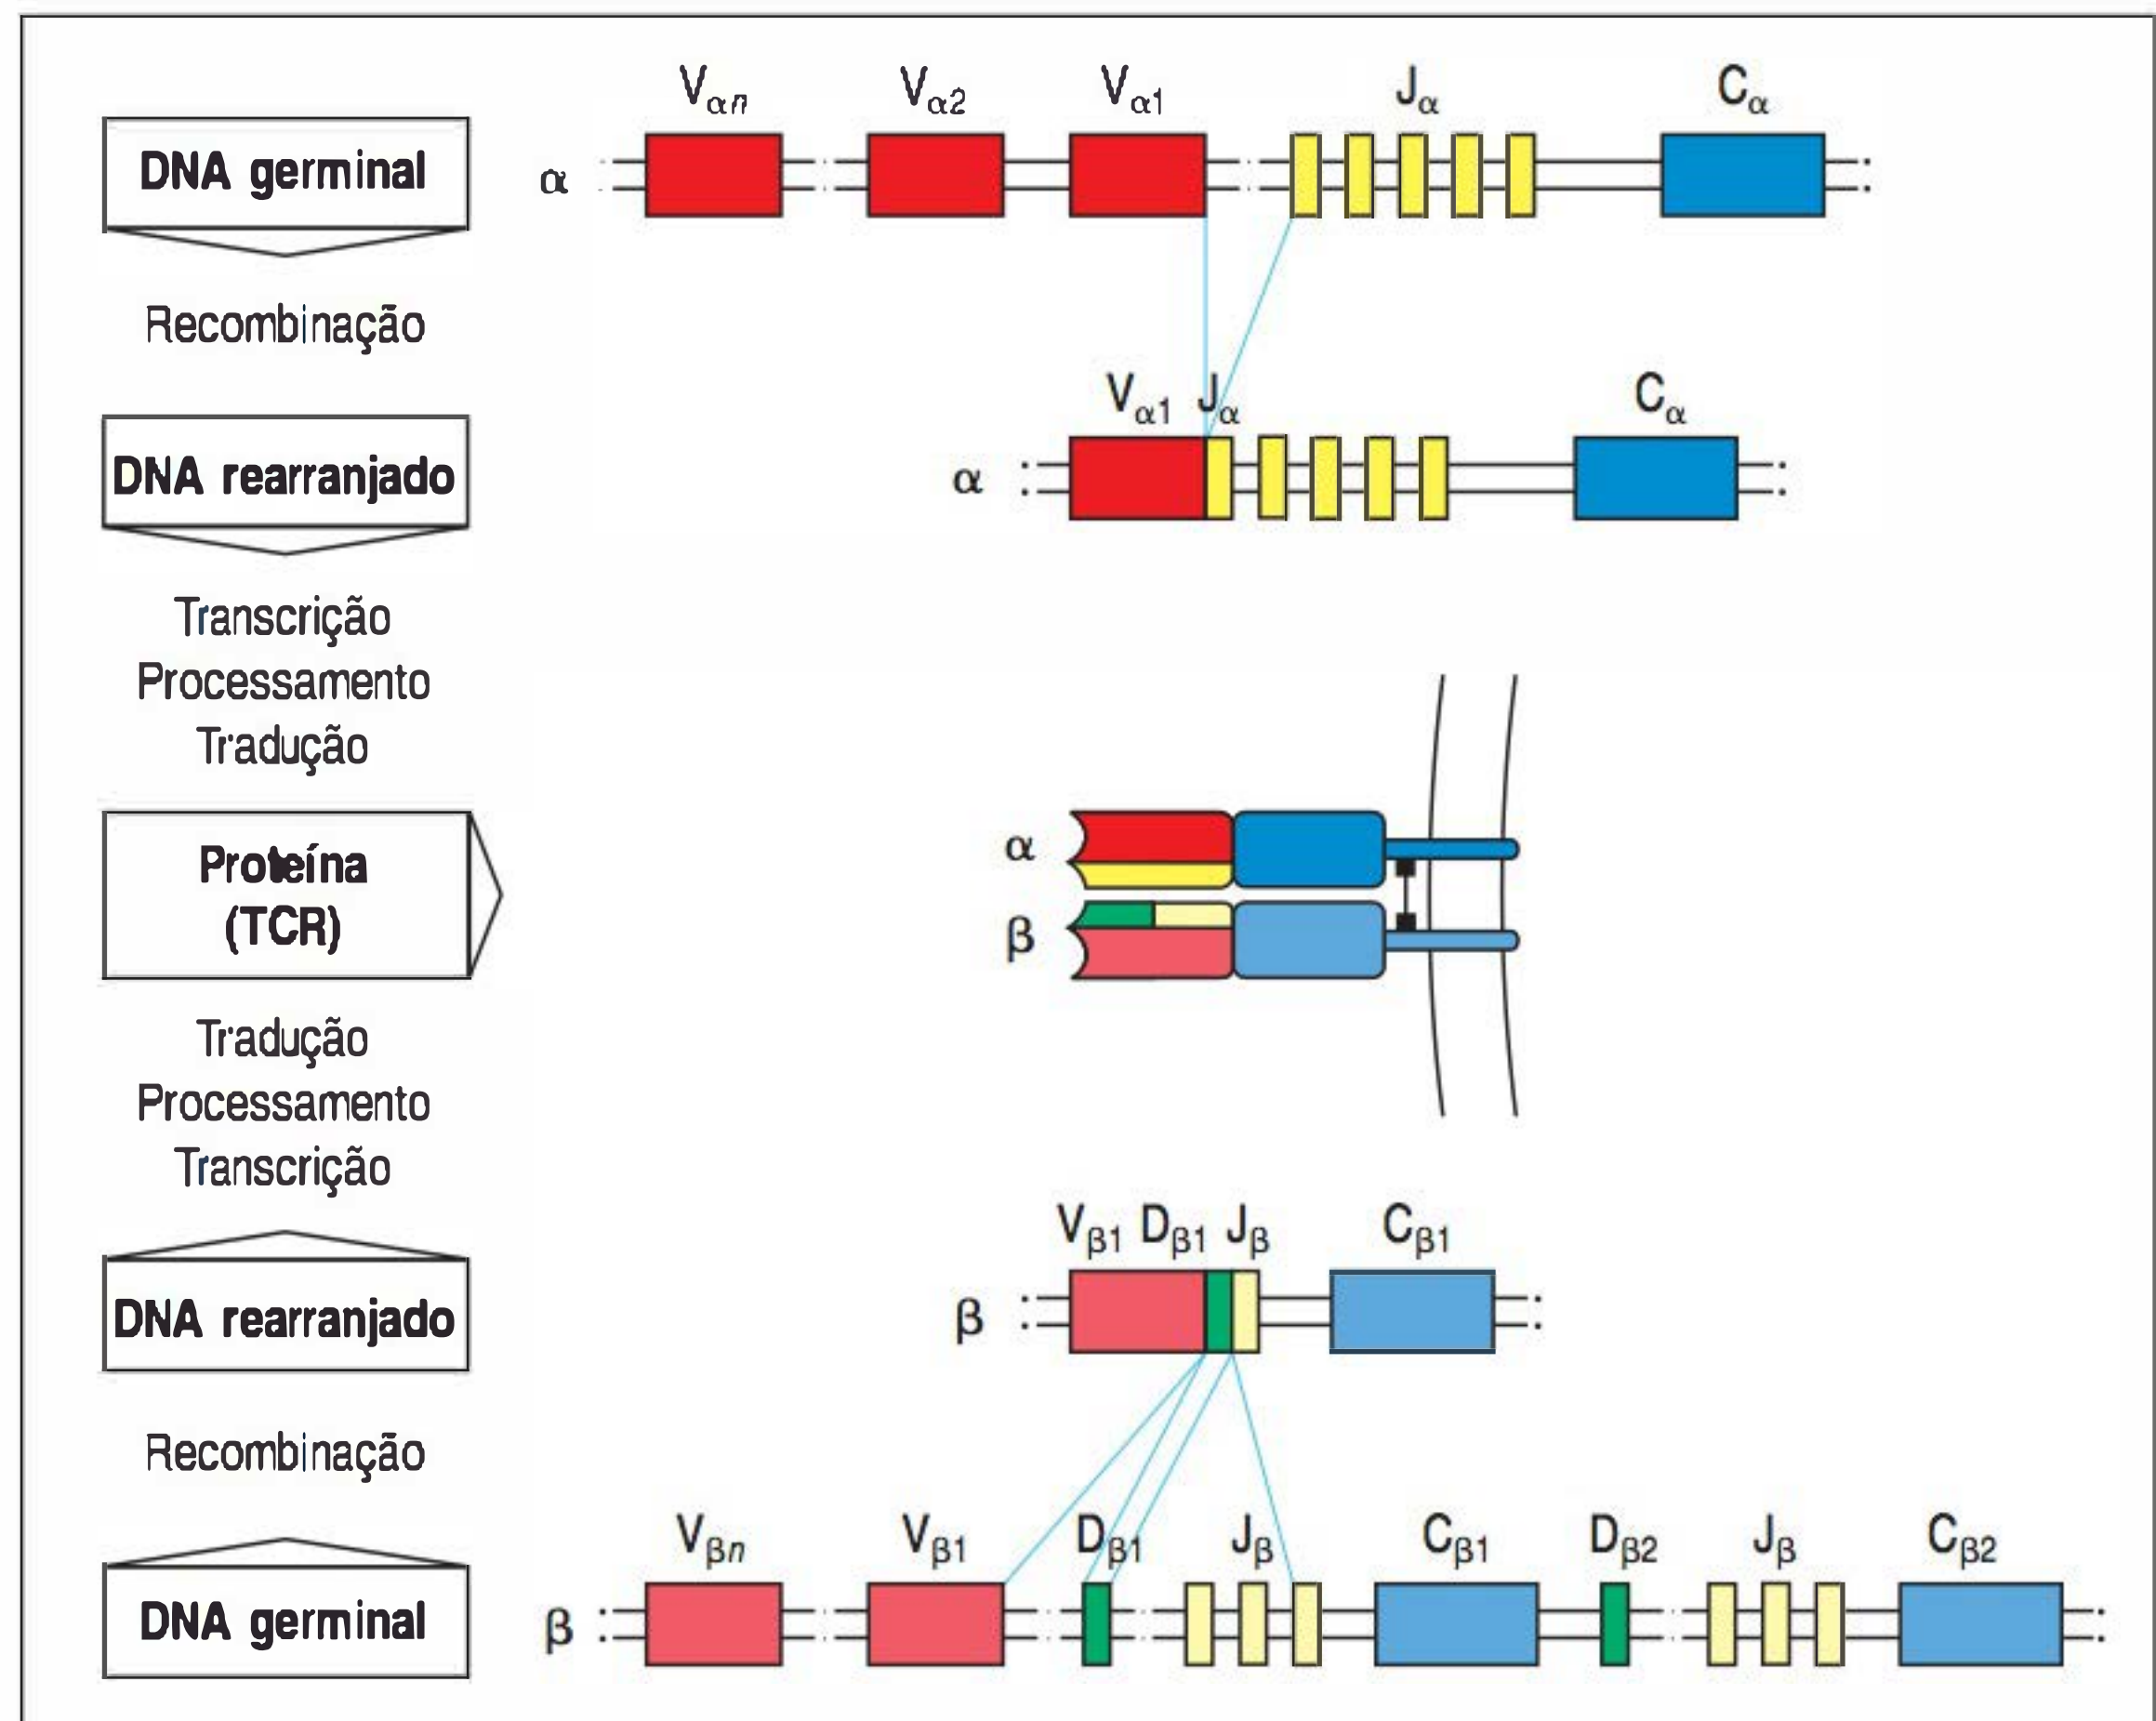 Vαn Vα2 Vα1 Jα Cα
DNA germinal
α
Recombinação
Vα1 Jα Cα
DNA rearranjado
α
Transcrição
Processamento
Tradução
α
Proteína
(TCR)
β
Tradução
Processamento
Transcrição
Vβ1 Dβ1 Jβ Cβ1
DNA rearranjado
β
Recombinação
Vβn Vβ1 Dβ1 Jβ Cβ1 Dβ2 Jβ Cβ2
DNA germinal
β